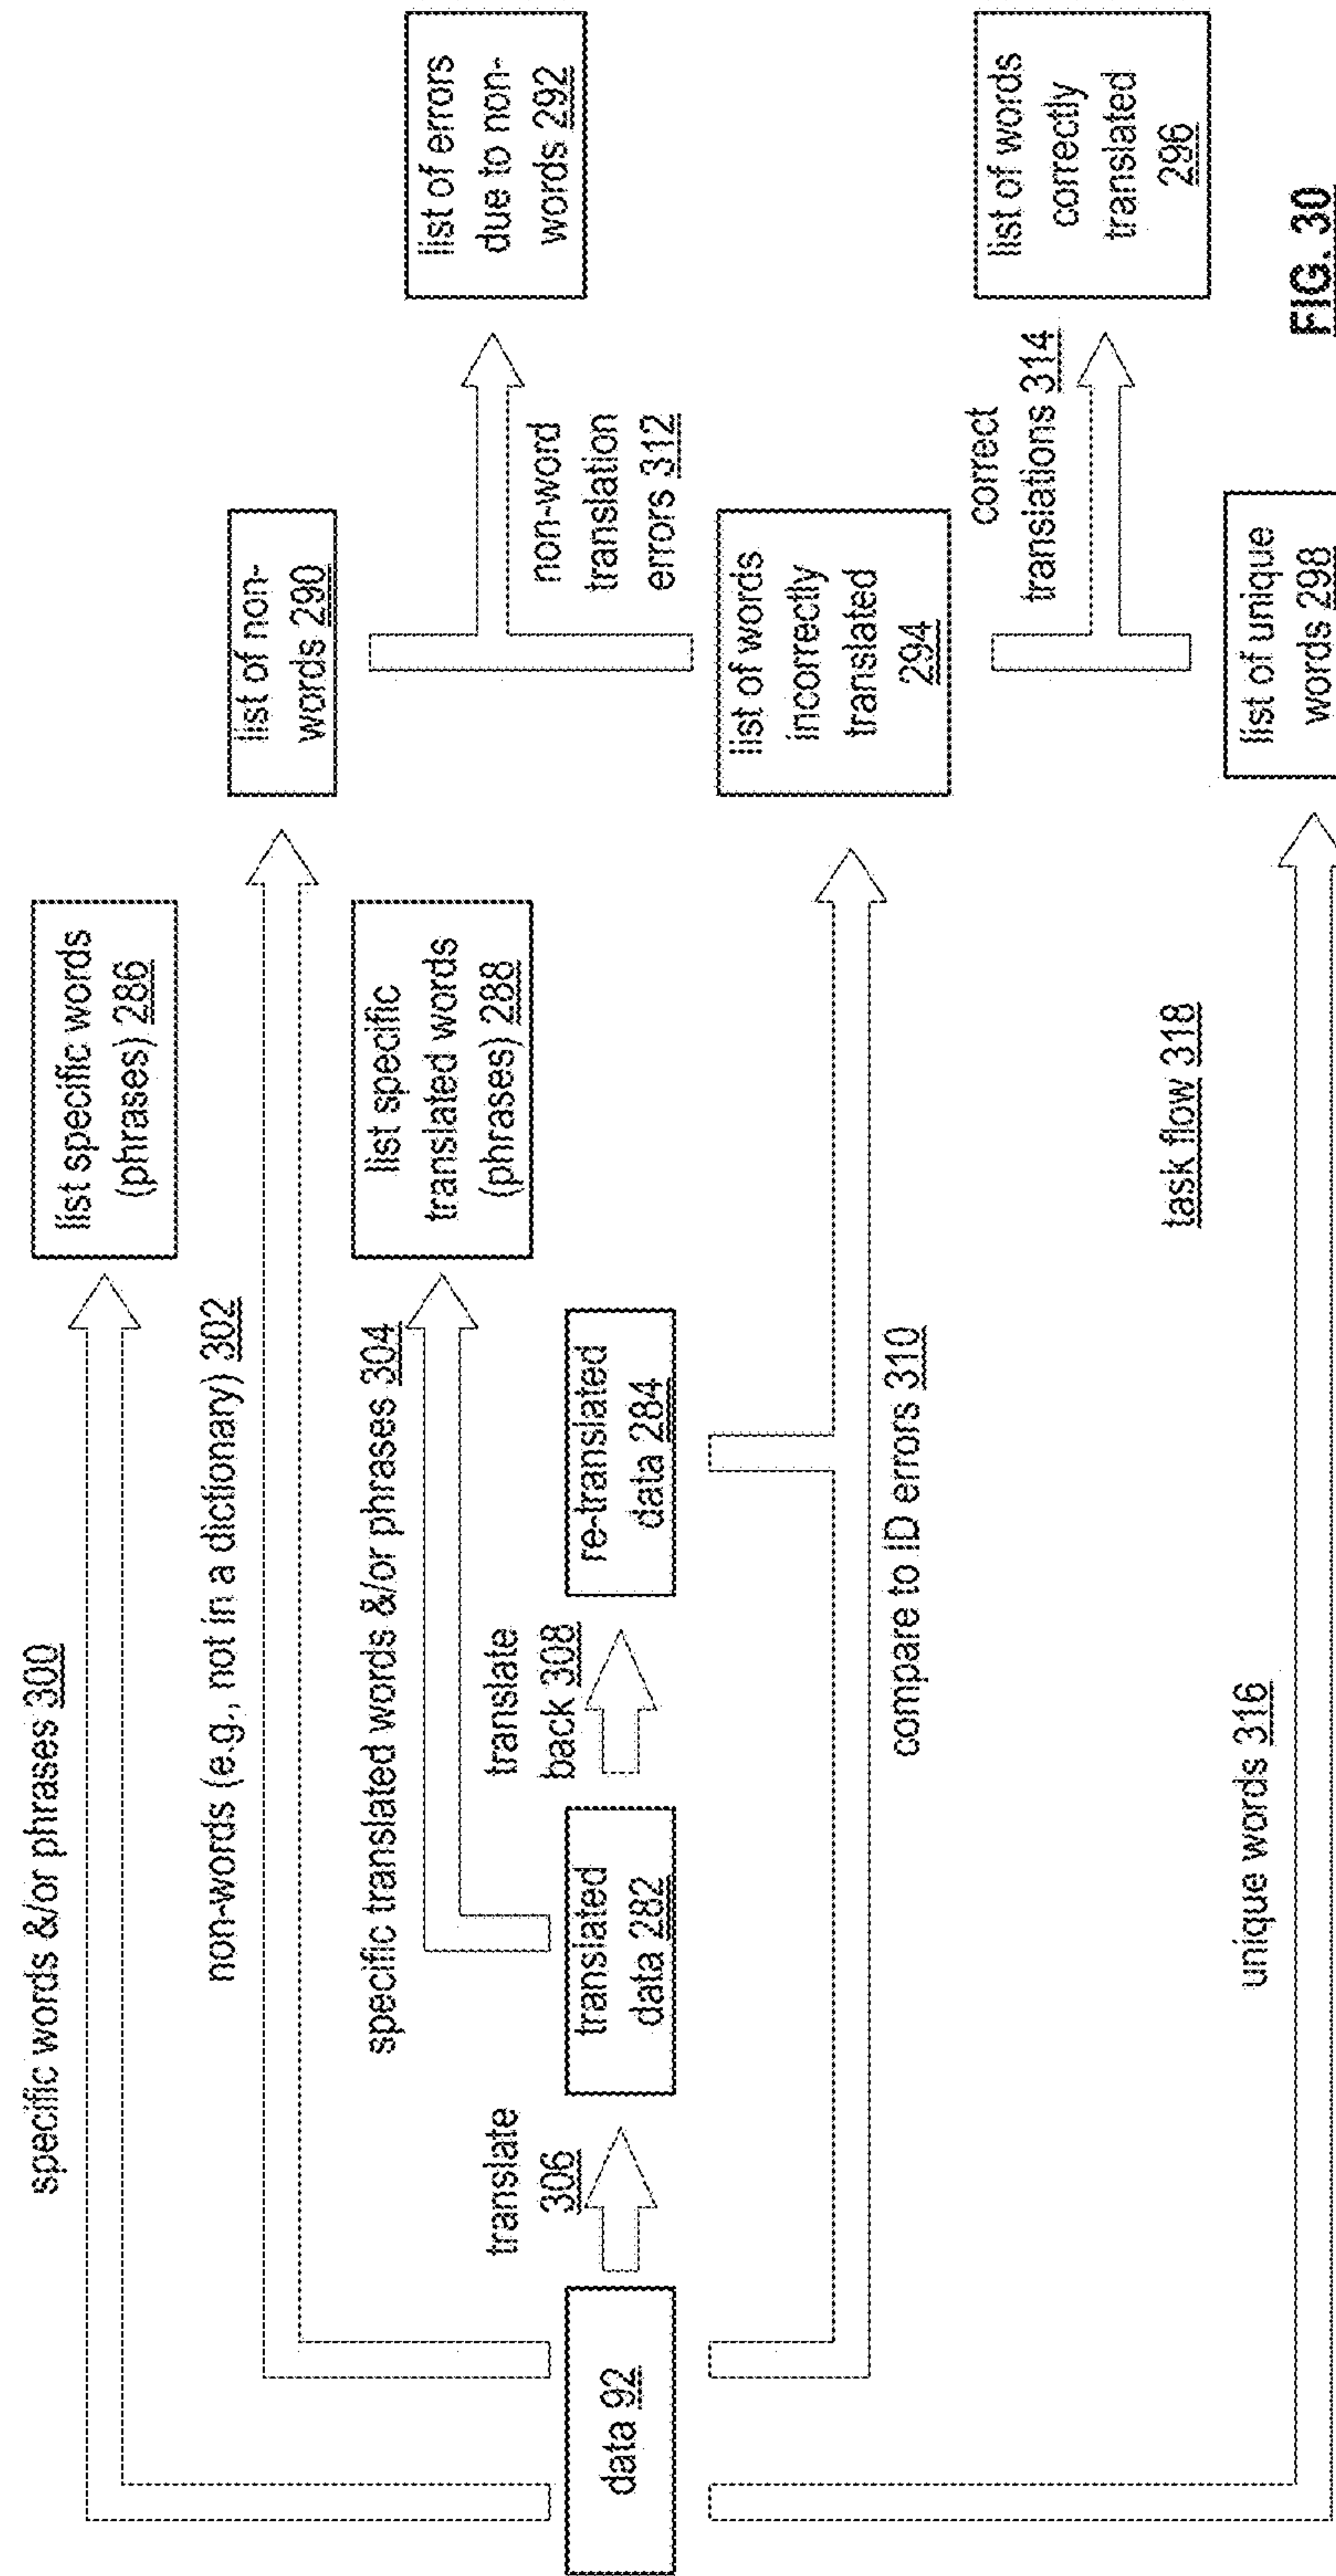 specific words &/or phrases 300
list specific words
(phrases) 286
non-words (e.g., not in a dictionary) 302
list of non-
words 290
list of errors
due to non-
words 292
specific translated words &/or phrases 304
list specific
translated words
(phrases) 288
non-word
translation
errors 312
data 92
translate
306
translated
data 282
translate
back 308
re-translated
data 284
compare to ID errors 310
list of words
incorrectly
translated
294
correct
translations 314
list of words
correctly
translated
296
task flow 318
unique words 316
list of unique
words 298
FIG. 30